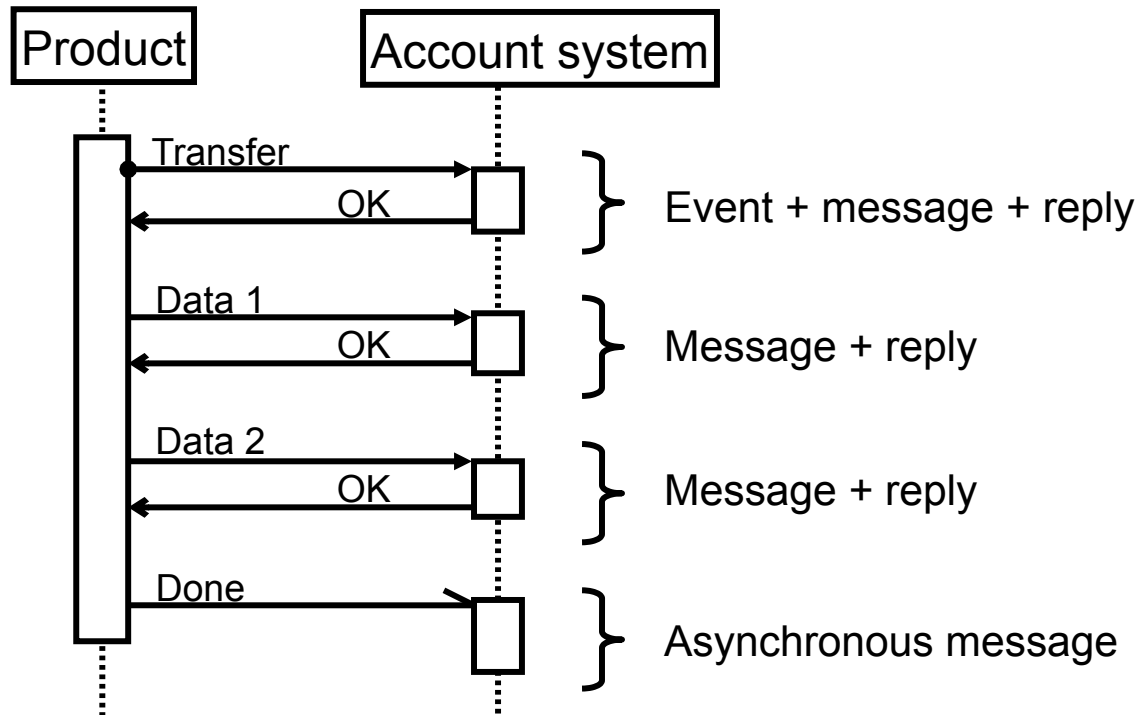 Product
Account system
Transfer
OK
Event + message + reply
Data 1
OK
Message + reply
Data 2
OK
Message + reply
Done
Asynchronous message